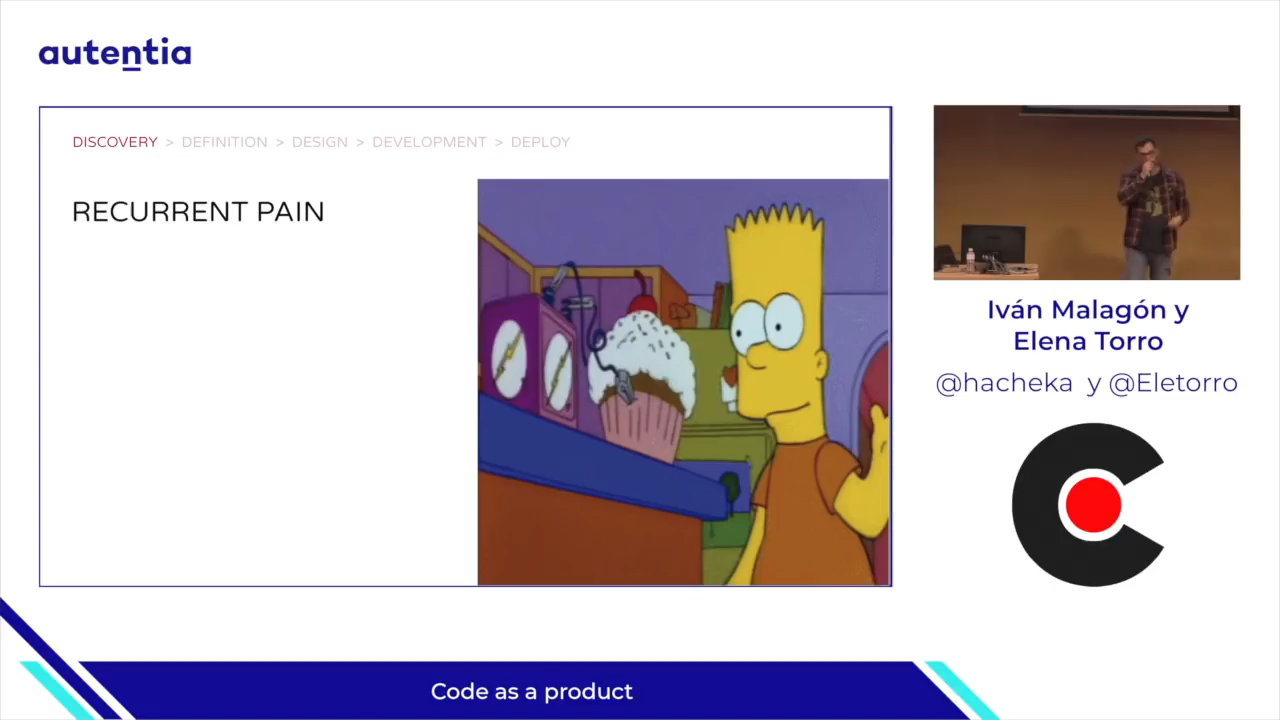 autentia
DISCOVERY > DEFINITION > DESIGN > DEVELOPMENT > DEPLOY
RECURRENT PAIN
Iván Malagón y
Elena Torro
@hacheka y @Eletorro
Code as a product